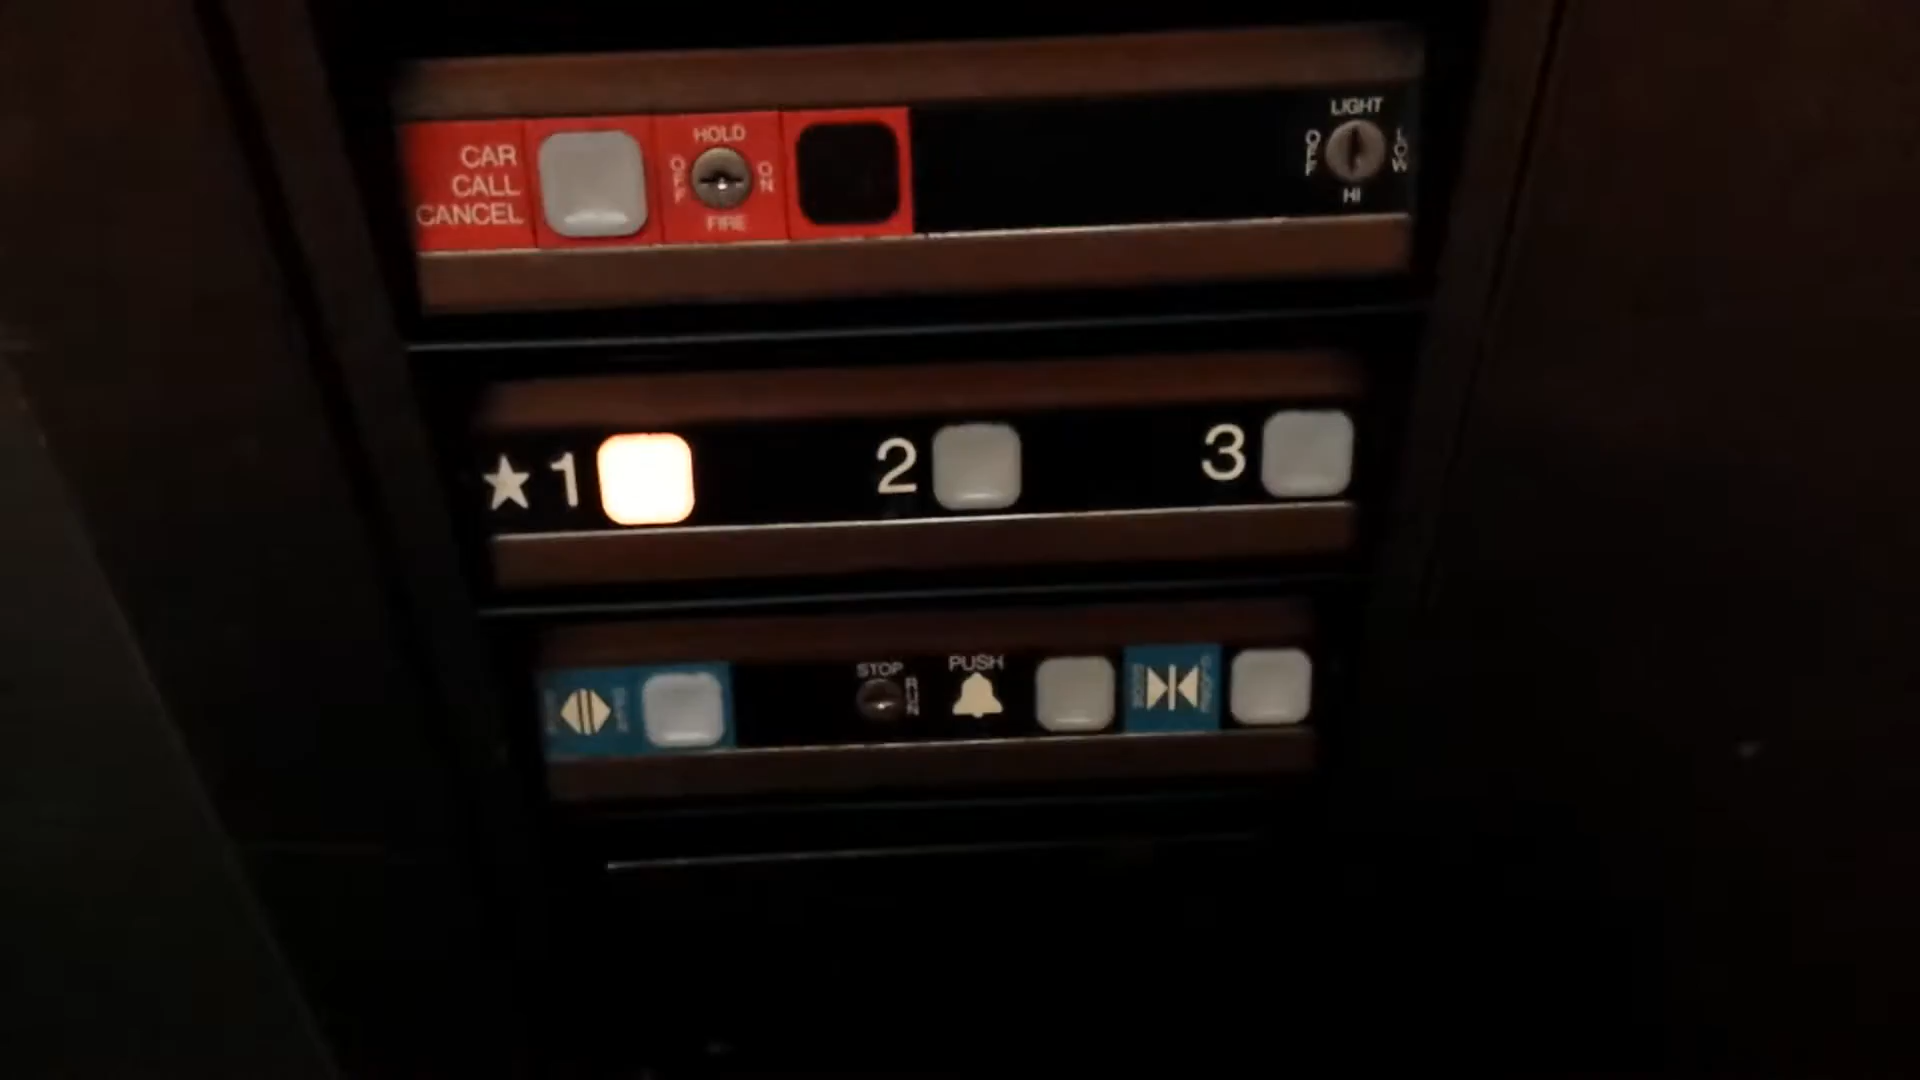 CAR
CALL
CANCEL
HOLD
OFF
ON
FIRE
LIGHT
OFF
LOW
HI
★1
2
3
STOP
RUN
PUSH